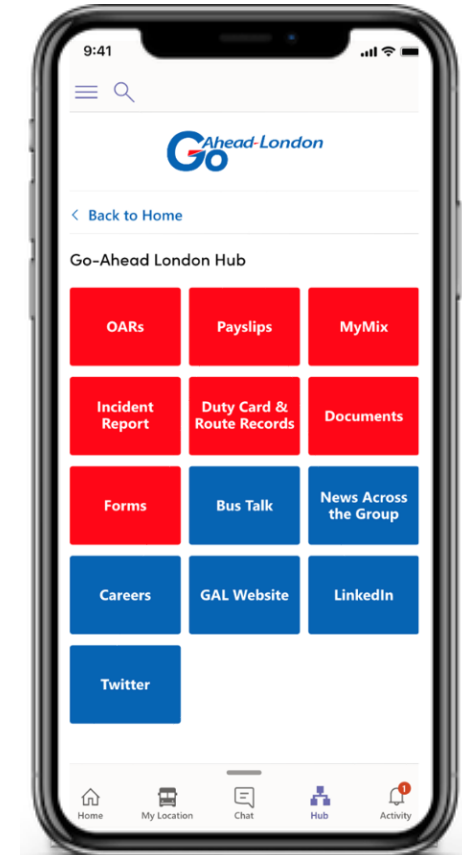 9:41
Go Ahead-London
< Back to Home
Go-Ahead London Hub
OARs
Payslips
MyMix
Incident
Report
Duty Card &
Route Records
Documents
Forms
Bus Talk
News Across
the Group
Careers
GAL Website
LinkedIn
Twitter
1
Home
My Location
Chat
Hub
Activity